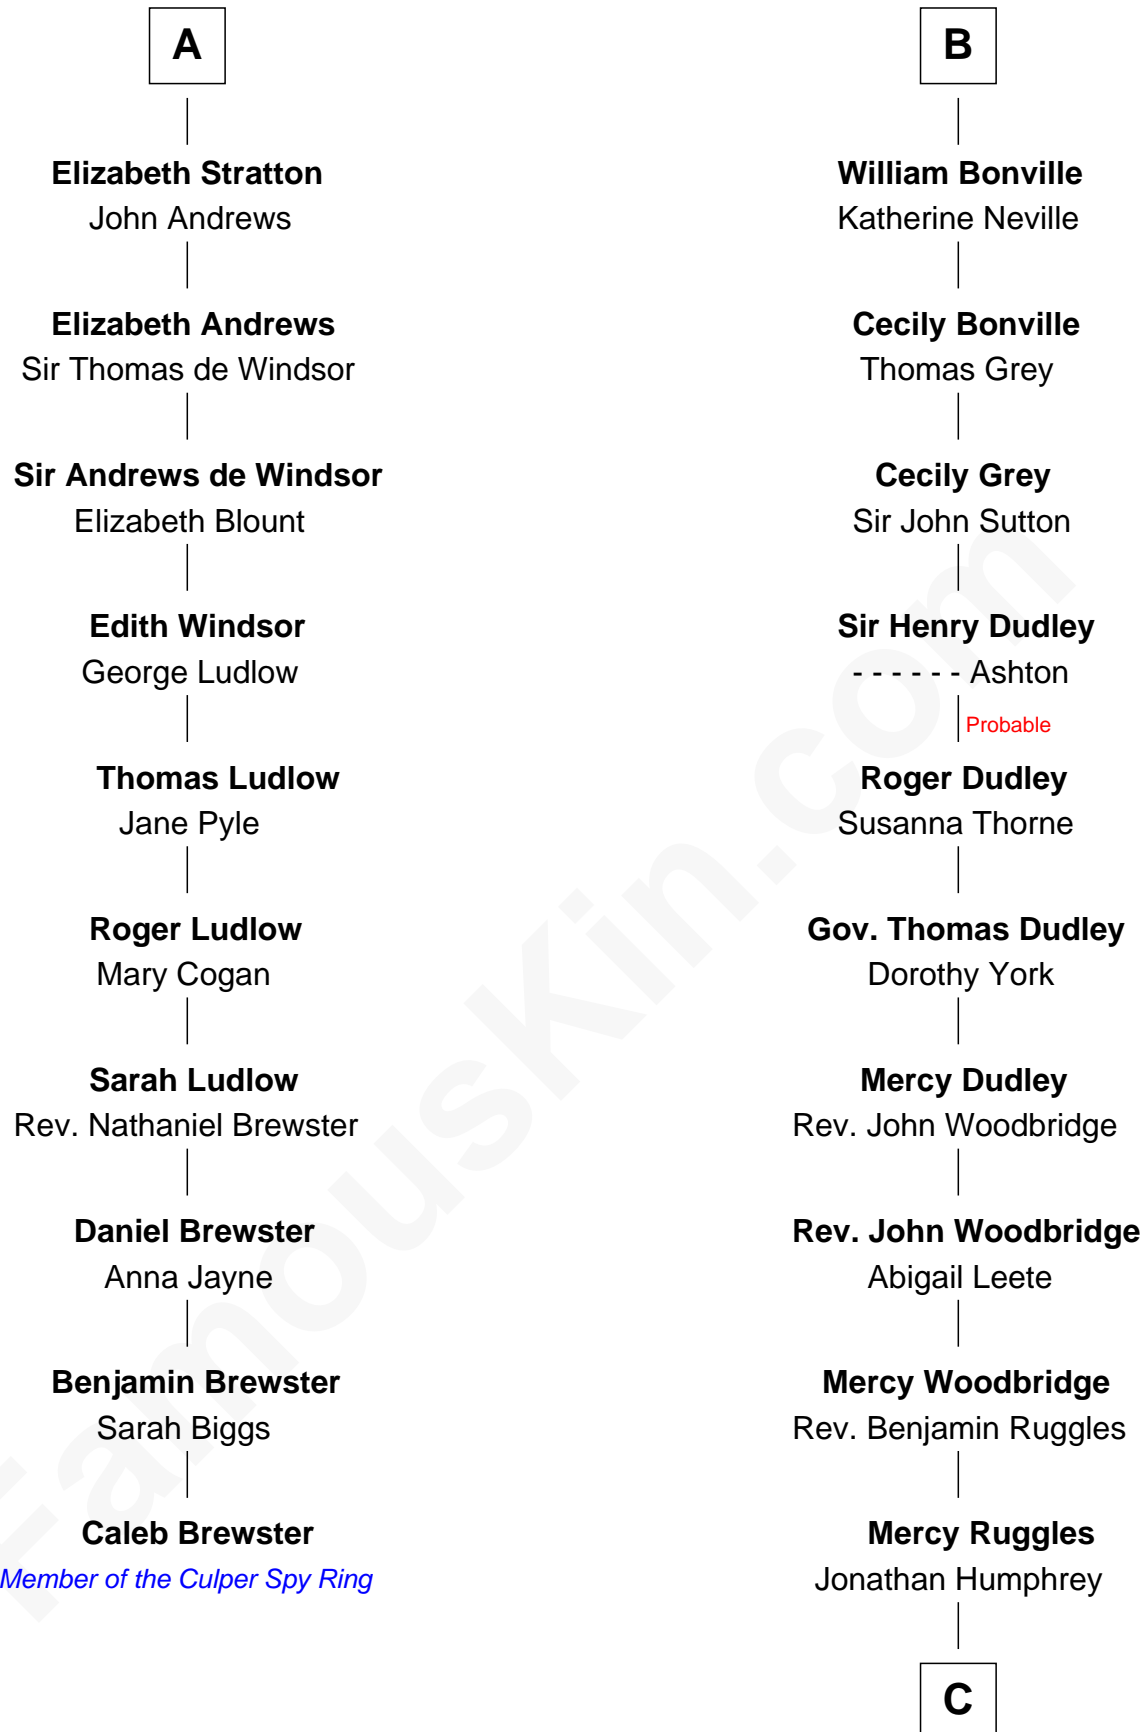 A
Elizabeth Stratton
John Andrews
Elizabeth Andrews
Sir Thomas de Windsor
Sir Andrews de Windsor
Elizabeth Blount
Edith Windsor
George Ludlow
Thomas Ludlow
Jane Pyle
Roger Ludlow
Mary Cogan
Sarah Ludlow
Rev. Nathaniel Brewster
Daniel Brewster
Anna Jayne
Benjamin Brewster
Sarah Biggs
Caleb Brewster
Member of the Culper Spy Ring
B
William Bonville
Katherine Neville
Cecily Bonville
Thomas Grey
Cecily Grey
Sir John Sutton
Sir Henry Dudley
- - - - - - Ashton
Probable
Roger Dudley
Susanna Thorne
Gov. Thomas Dudley
Dorothy York
Mercy Dudley
Rev. John Woodbridge
Rev. John Woodbridge
Abigail Leete
Mercy Woodbridge
Rev. Benjamin Ruggles
Mercy Ruggles
Jonathan Humphrey
C
FamousKin.com